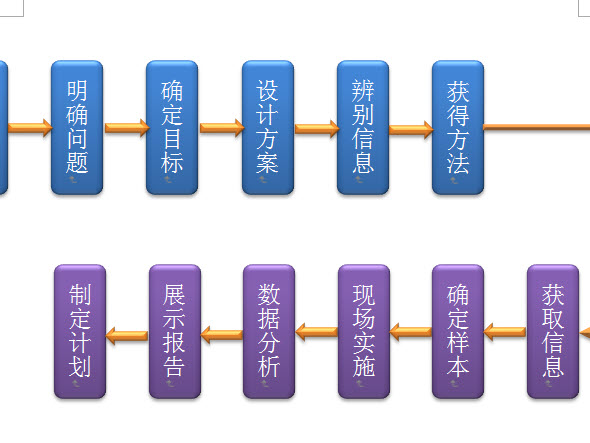 明确问题
确定目标
设计方案
辨别信息
获得方法
制定计划
展示报告
数据分析
现场实施
确定样本
获取信息